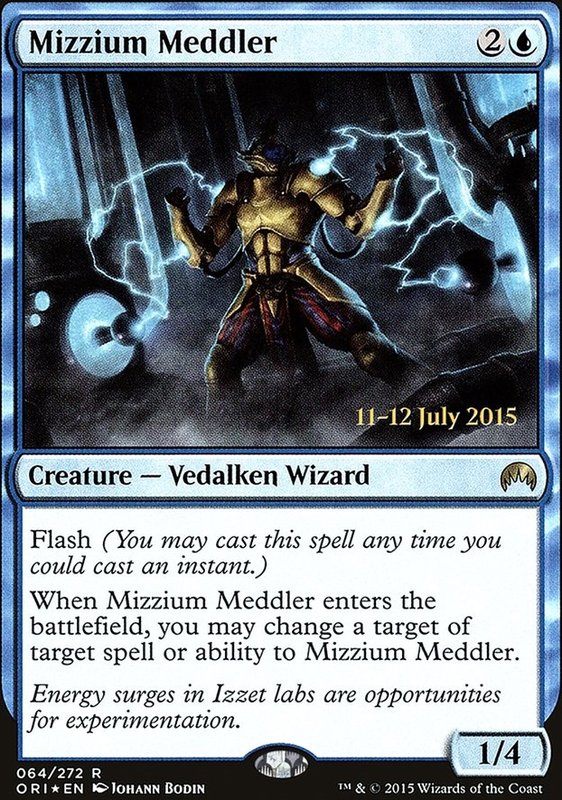 Mizzium Meddler 2
11–12 July 2015
Creature — Vedalken Wizard
Flash (You may cast this spell any time you
could cast an instant.)
When Mizzium Meddler enters the
battlefield, you may change a target of
target spell or ability to Mizzium Meddler.
Energy surges in Izzet labs are opportunities
for experimentation.
1/4
064/272 R
ORI★EN Johann Bodin
™ & © 2015 Wizards of the Coast